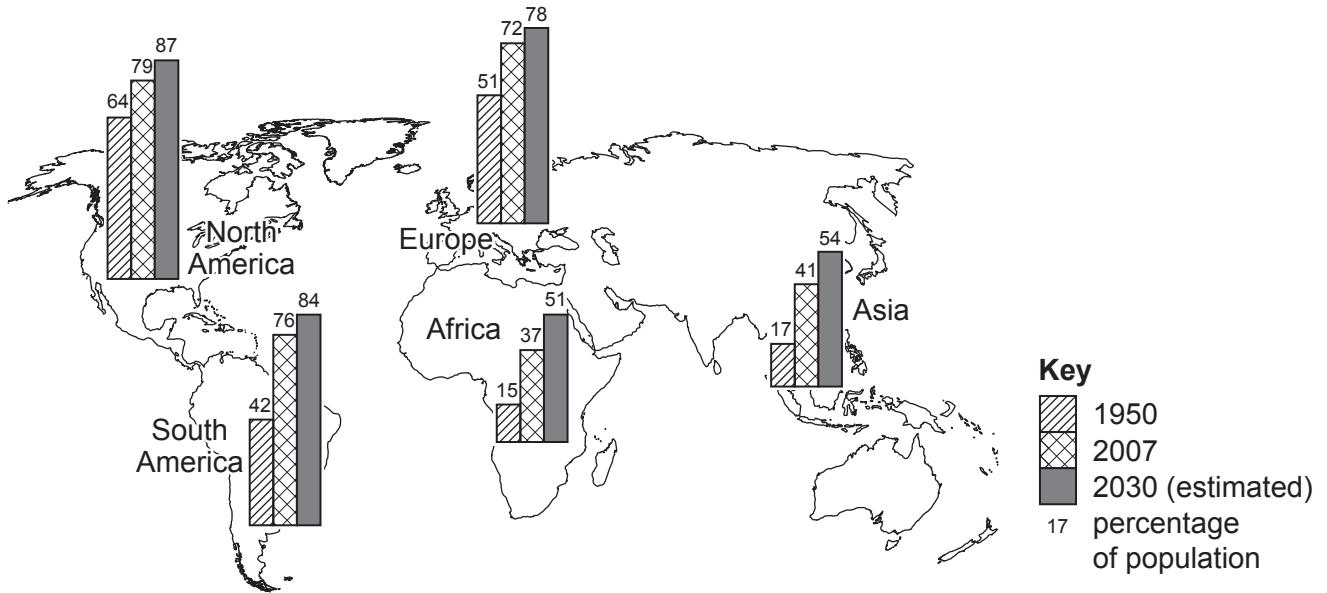 87
79
64
North
America
78
72
51
Europe
84
76
42
South
America
51
37
15
Africa
54
41
17
Asia
Key
1950
2007
2030 (estimated)
17 percentage
of population